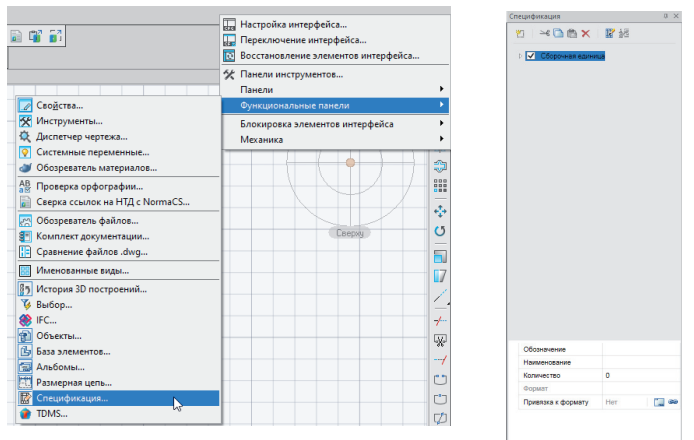 Настройка интерфейса...
Переключение интерфейса...
Восстановление элементов интерфейса...
Панели инструментов...
Панели
Функциональные панели
Блокировка элементов интерфейса
Механика
Свойства...
Инструменты...
Диспетчер чертежа...
Системные переменные...
Обозреватель материалов...
Проверка орфографии...
Сверка ссылок на НТД с NormaCS...
Обозреватель файлов...
Комплект документации...
Сравнение файлов .dwg...
Именованные виды...
История 3D построений...
Выбор...
IFC...
Объекты...
База элементов...
Альбомы...
Размерная цепь...
Спецификация...
TDMS...
Сверху
Спецификация
Сборочная единица
Обозначение
Наименование
Количество 0
Формат
Привязка к формату Нет